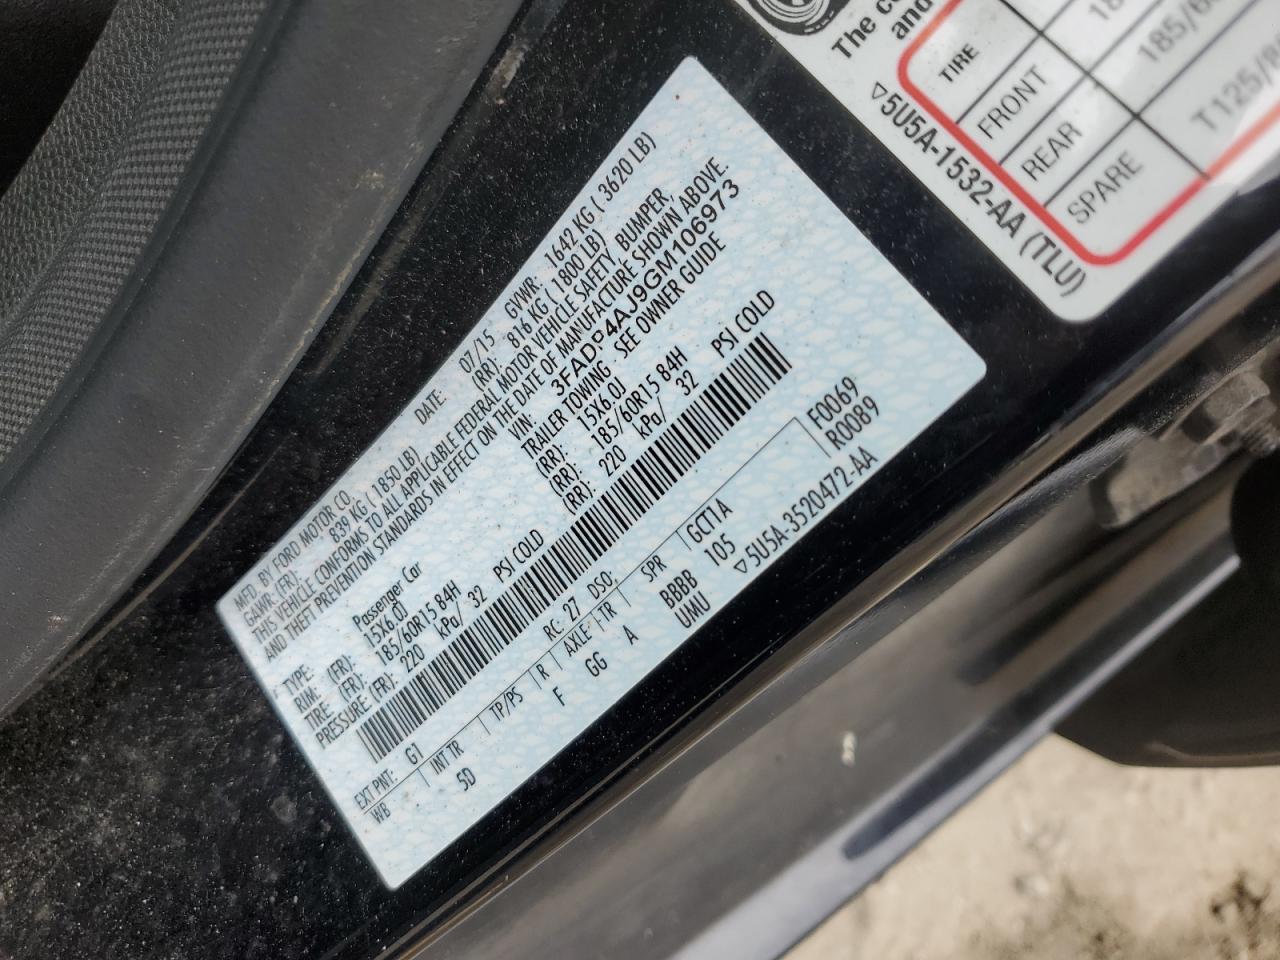 The co
and
TIRE
FRONT
REAR
SPARE
185/60
T125/8
▽5U5A-1532-AA (TLU)
MFD. BY FORD MOTOR CO. DATE: 07/15 GVWR: 1642 KG ( 3620 LB)
GAWR: (FR): 839 KG ( 1850 LB) (RR): 816 KG ( 1800 LB)
THIS VEHICLE CONFORMS TO ALL APPLICABLE FEDERAL MOTOR VEHICLE SAFETY, BUMPER,
AND THEFT PREVENTION STANDARDS IN EFFECT ON THE DATE OF MANUFACTURE SHOWN ABOVE.
VIN: 3FADP4AJ9GM106973
TYPE: Passenger Car TRAILER TOWING - SEE OWNER GUIDE
RIM: (FR): 15X6.0J (RR): 15X6.0J
TIRE: (FR): 185/60R15 84H (RR): 185/60R15 84H
PRESSURE: (FR): 220 kPa/ 32 PSI COLD (RR): 220 kPa/ 32 PSI COLD
EXT PNT: G1 RC: 27 DSO: F0069
WB INT TR TP/PS R AXLE TR SPR GCT1A R0089
5D F GG A BBBB 105
UMU ▽5U5A-3520472-AA